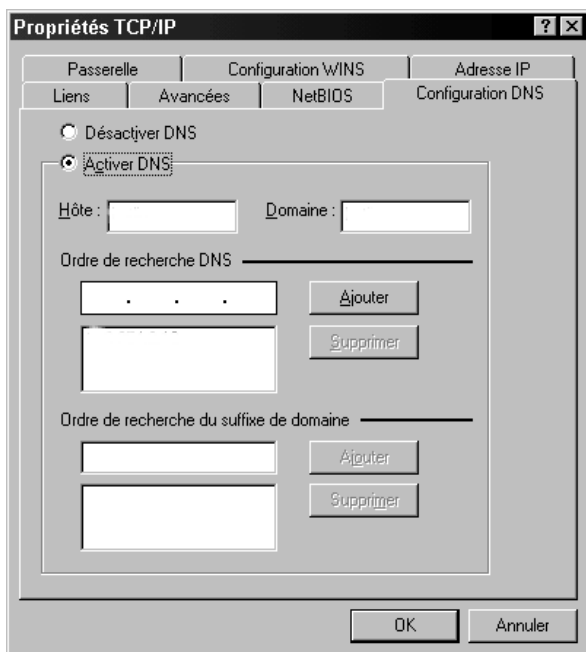 Propriétés TCP/IP ? ×
Passerelle Configuration WINS Adresse IP
Liens Avancées NetBIOS Configuration DNS
Désactiver DNS
Activer DNS
Hôte : Domaine :
Ordre de recherche DNS
. . . Ajouter
Supprimer
Ordre de recherche du suffixe de domaine
Ajouter
Supprimer
OK Annuler